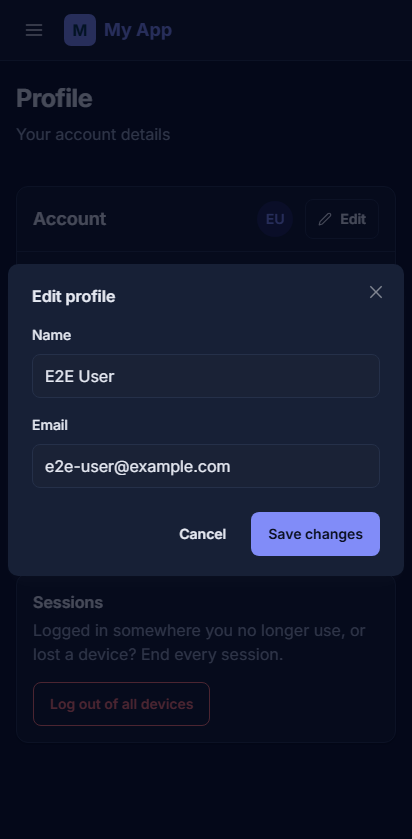 M My App
Profile
Your account details
Account EU Edit
Edit profile
Name
E2E User
Email
e2e-user@example.com
Cancel Save changes
Sessions
Logged in somewhere you no longer use, or
lost a device? End every session.
Log out of all devices